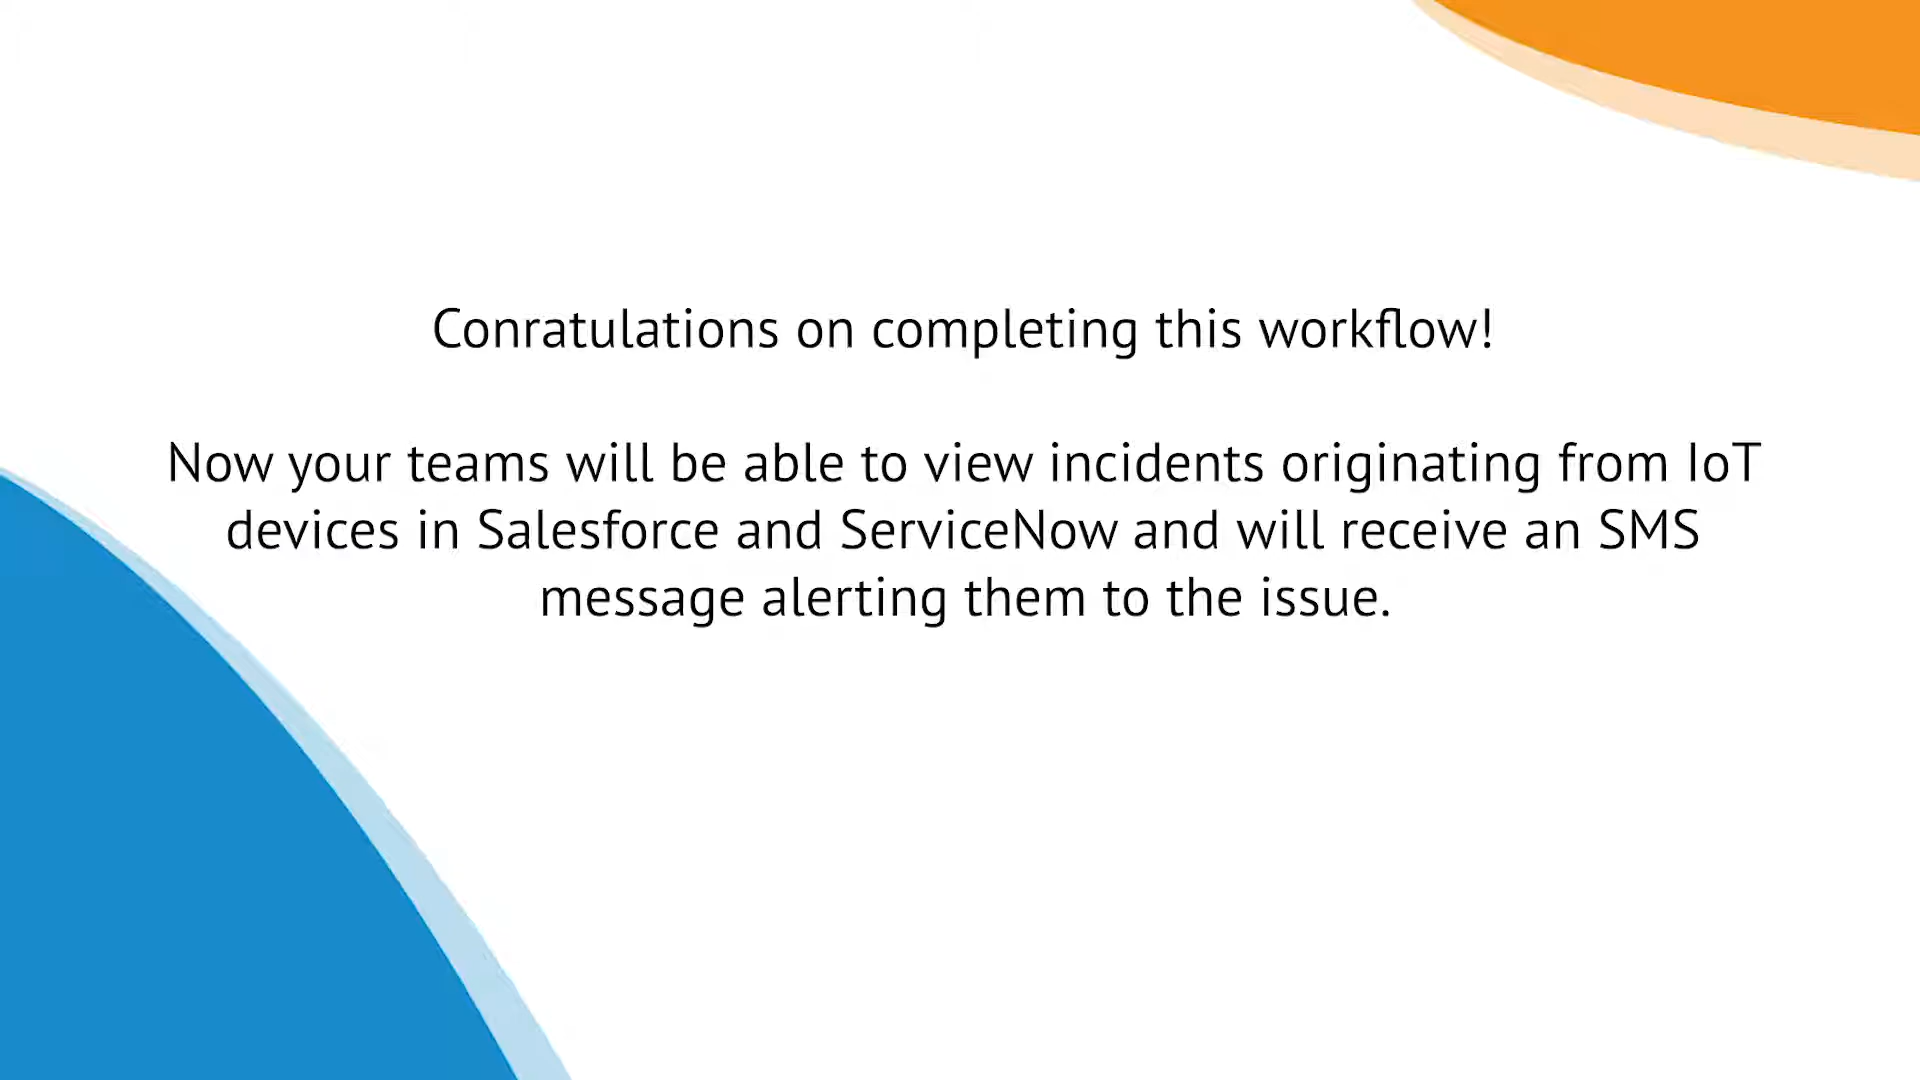 Conratulations on completing this workflow!
Now your teams will be able to view incidents originating from IoT
devices in Salesforce and ServiceNow and will receive an SMS
message alerting them to the issue.